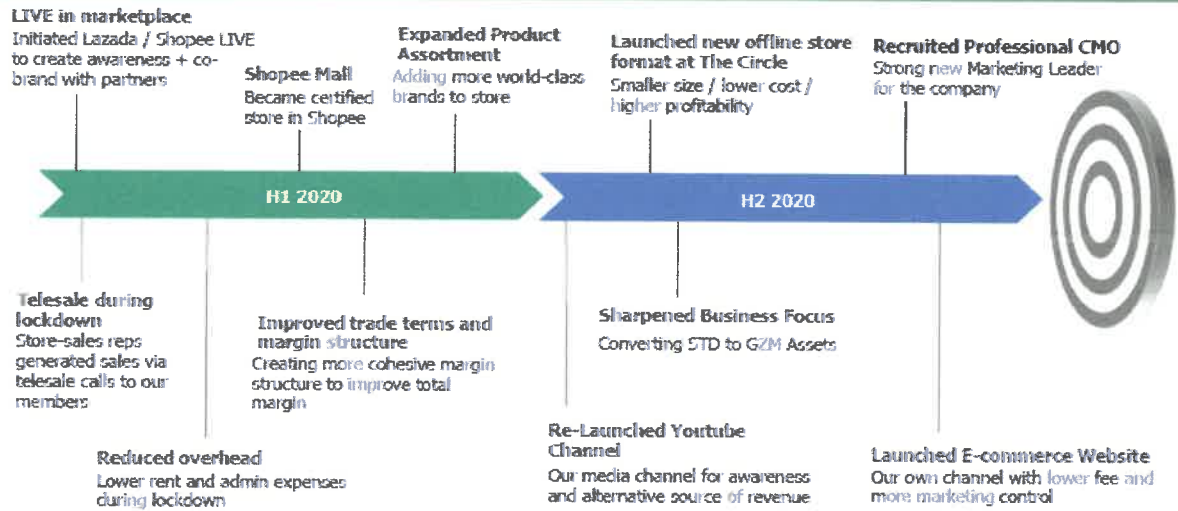 LIVE in marketplace
Initiated Lazada / Shopee LIVE
to create awareness + co-
brand with partners
Shopee Mall
Became certified
store in Shopee
Expanded Product
Assortment
Adding more world-class
brands to store
Launched new offline store
format at The Circle
Smaller size / lower cost /
higher profitability
Recruited Professional CMO
Strong new Marketing Leader
for the company
H1 2020
H2 2020
Telesale during
lockdown
Store-sales reps
generated sales via
telesale calls to our
members
Improved trade terms and
margin structure
Creating more cohesive margin
structure to improve total
margin
Sharpened Business Focus
Converting STD to GZM Assets
Reduced overhead
Lower rent and admin expenses
during lockdown
Re-Launched Youtube
Channel
Our media channel for awareness
and alternative source of revenue
Launched E-commerce Website
Our own channel with lower fee and
more marketing control